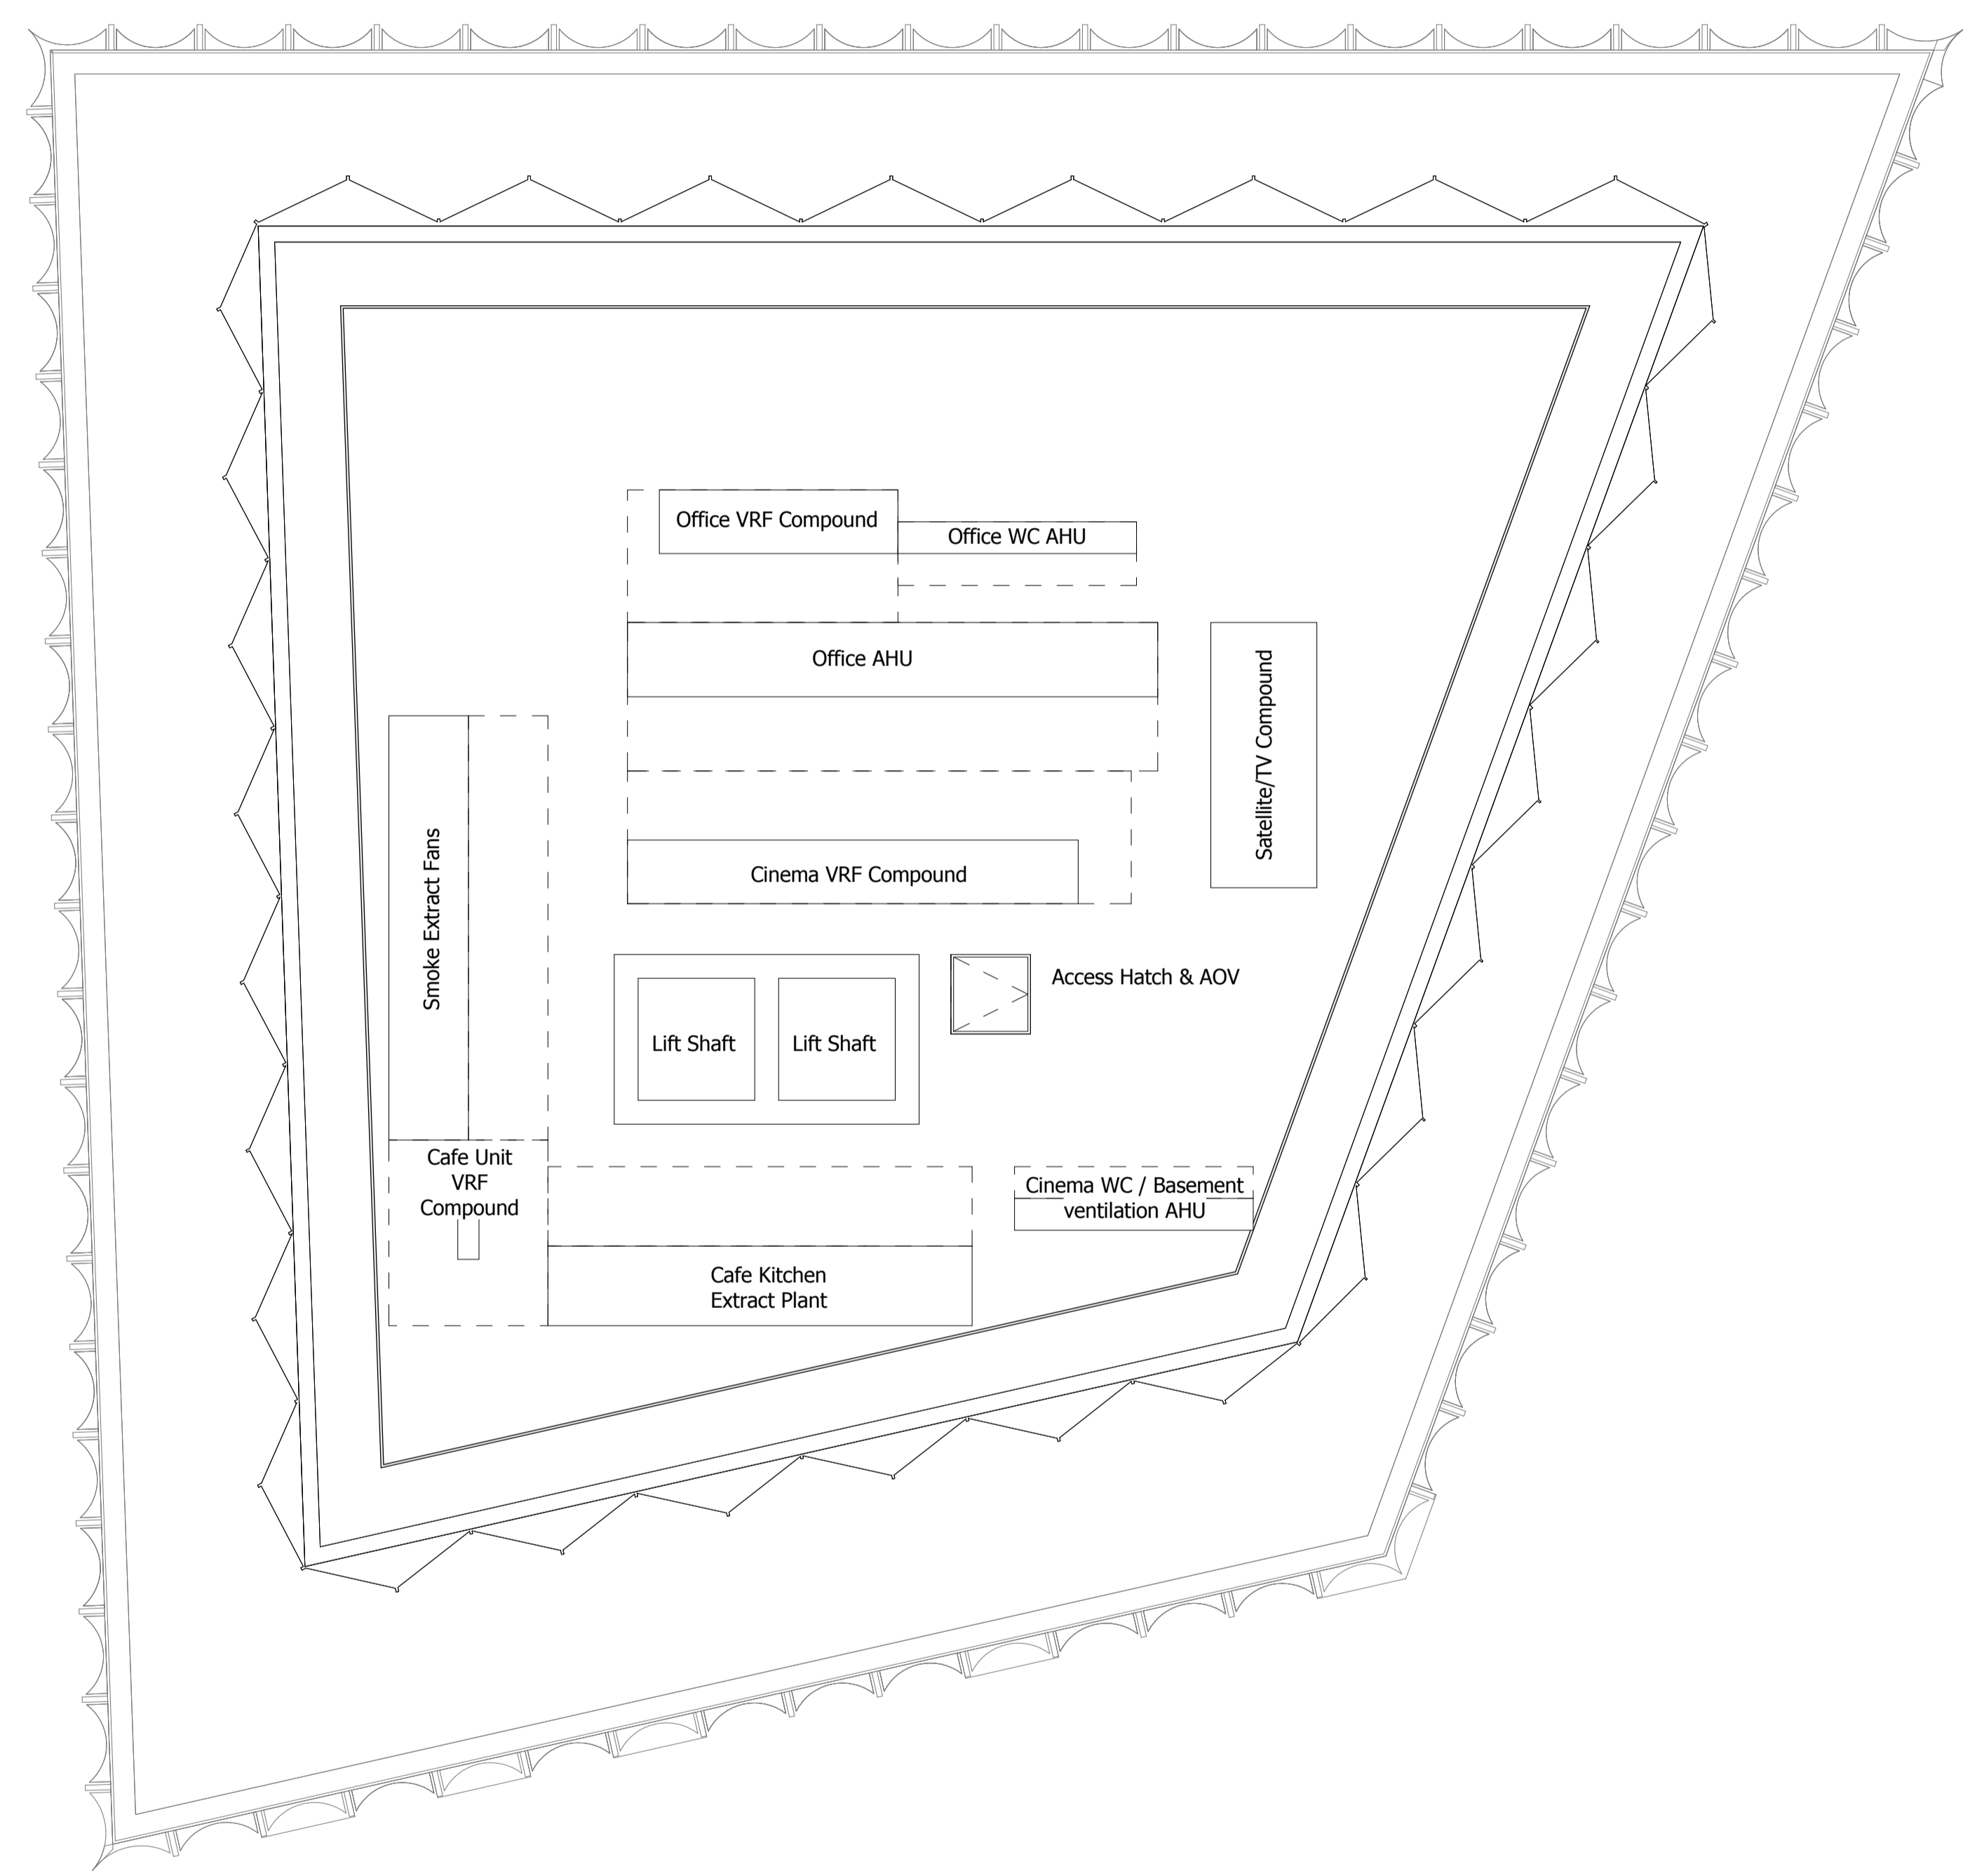 Office VRF Compound
Office WC AHU
Office AHU
Satellite/TV Compound
Smoke Extract Fans
Cinema VRF Compound
Access Hatch & AOV
Lift Shaft
Lift Shaft
Cafe Unit
VRF
Compound
Cinema WC / Basement
ventilation AHU
Cafe Kitchen
Extract Plant